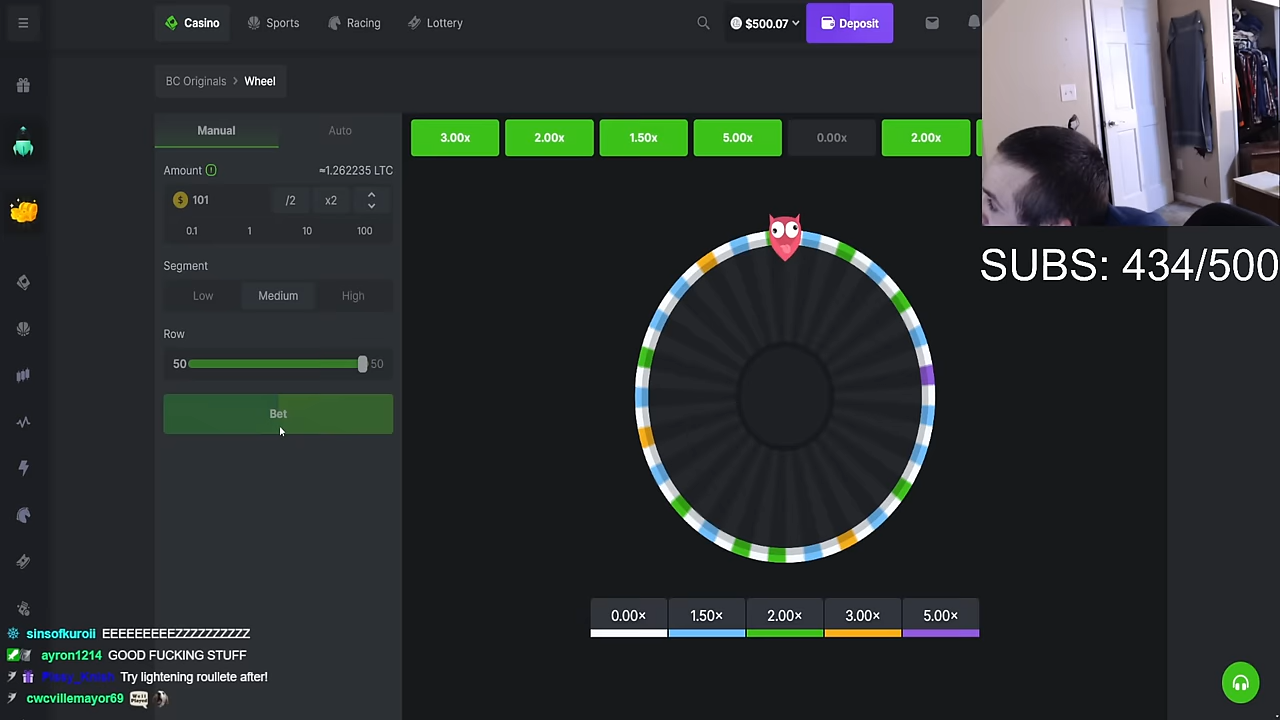 Casino
Sports
Racing
Lottery
$500.07
Deposit
BC Originals > Wheel
Manual
Auto
3.00x
2.00x
1.50x
5.00x
0.00x
2.00x
Amount
≈1.262235 LTC
101
/2
x2
0.1
1
10
100
Segment
Low
Medium
High
Row
50
50
Bet
SUBS: 434/500
0.00×
1.50×
2.00×
3.00×
5.00×
sinsofkuroii EEEEEEEEEZZZZZZZZZZ
ayron1214 GOOD FUCKING STUFF
Try lightening roullete after!
cwcvillemayor69